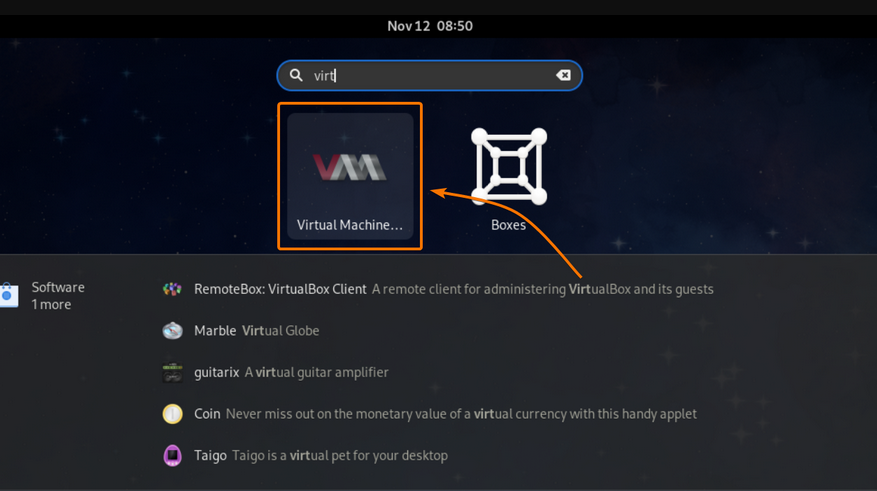 Nov 12 08:50
virt
VM
Virtual Machine...
Boxes
Software
1 more
RemoteBox: VirtualBox Client A remote client for administering VirtualBox and its guests
Marble Virtual Globe
guitarix A virtual guitar amplifier
Coin Never miss out on the monetary value of a virtual currency with this handy applet
Taigo Taigo is a virtual pet for your desktop